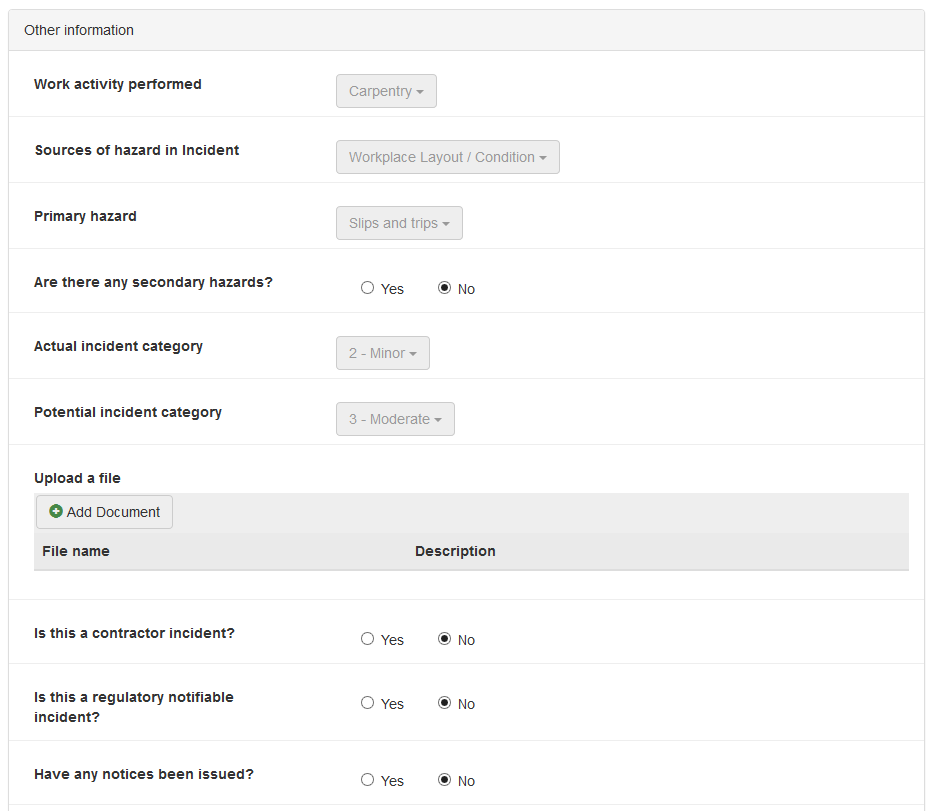 Other information
Work activity performed
Carpentry
Sources of hazard in Incident
Workplace Layout / Condition
Primary hazard
Slips and trips
Are there any secondary hazards?
Yes No
Actual incident category
2 - Minor
Potential incident category
3 - Moderate
Upload a file
Add Document
File name Description
Is this a contractor incident?
Yes No
Is this a regulatory notifiable
incident?
Yes No
Have any notices been issued?
Yes No